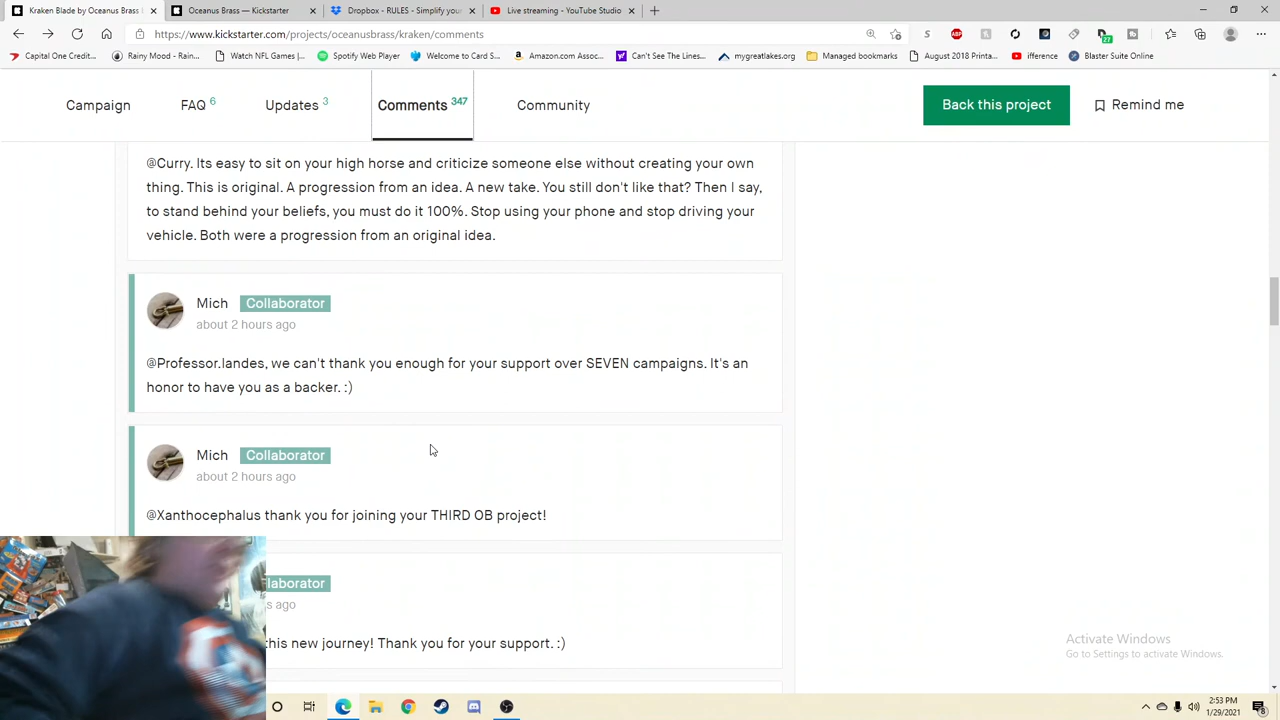 Kraken Blade by Oceanus Brass
Oceanus Brass — Kickstarter
Dropbox - RULES - Simplify your
Live streaming - YouTube Studio
https://www.kickstarter.com/projects/oceanusbrass/kraken/comments
Capital One Credit...
Rainy Mood - Rainy...
Watch NFL Games |...
Spotify Web Player
Welcome to Card S...
Amazon.com Assoc...
Can't See The Lines...
mygreatlakes.org
Managed bookmarks
August 2018 Printa...
ifference
Blaster Suite Online
Campaign
FAQ 6
Updates 3
Comments 347
Community
Back this project
Remind me
@Curry. Its easy to sit on your high horse and criticize someone else without creating your own
thing. This is original. A progression from an idea. A new take. You still don't like that? Then I say,
to stand behind your beliefs, you must do it 100%. Stop using your phone and stop driving your
vehicle. Both were a progression from an original idea.
Mich Collaborator
about 2 hours ago
@Professor.landes, we can't thank you enough for your support over SEVEN campaigns. It's an
honor to have you as a backer. :)
Mich Collaborator
about 2 hours ago
@Xanthocephalus thank you for joining your THIRD OB project!
laborator
s ago
this new journey! Thank you for your support. :)
Activate Windows
Go to Settings to activate Windows.
2:53 PM
1/29/2021